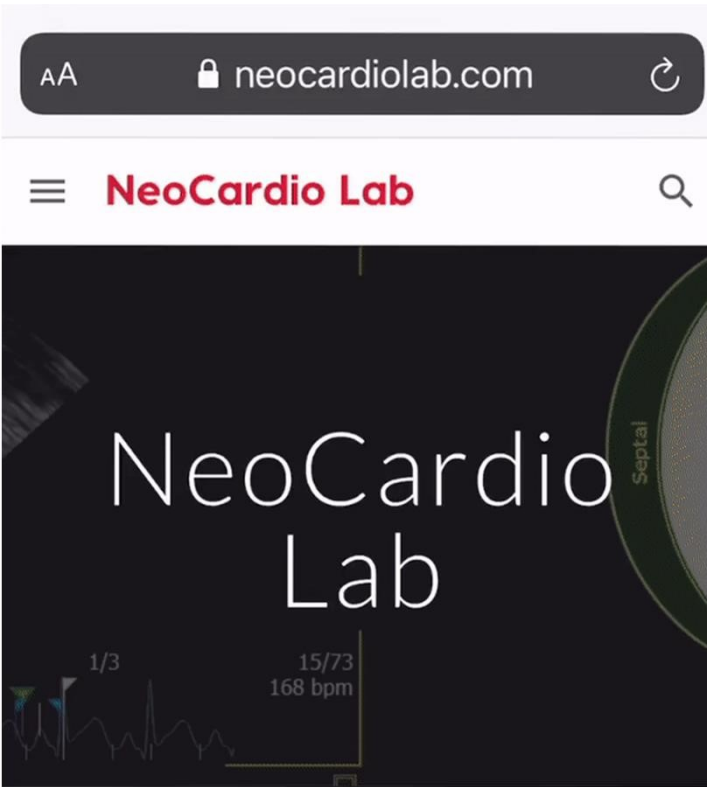 AA
neocardiolab.com
NeoCardio Lab
NeoCardio
Lab
Septal
1/3
15/73
168 bpm